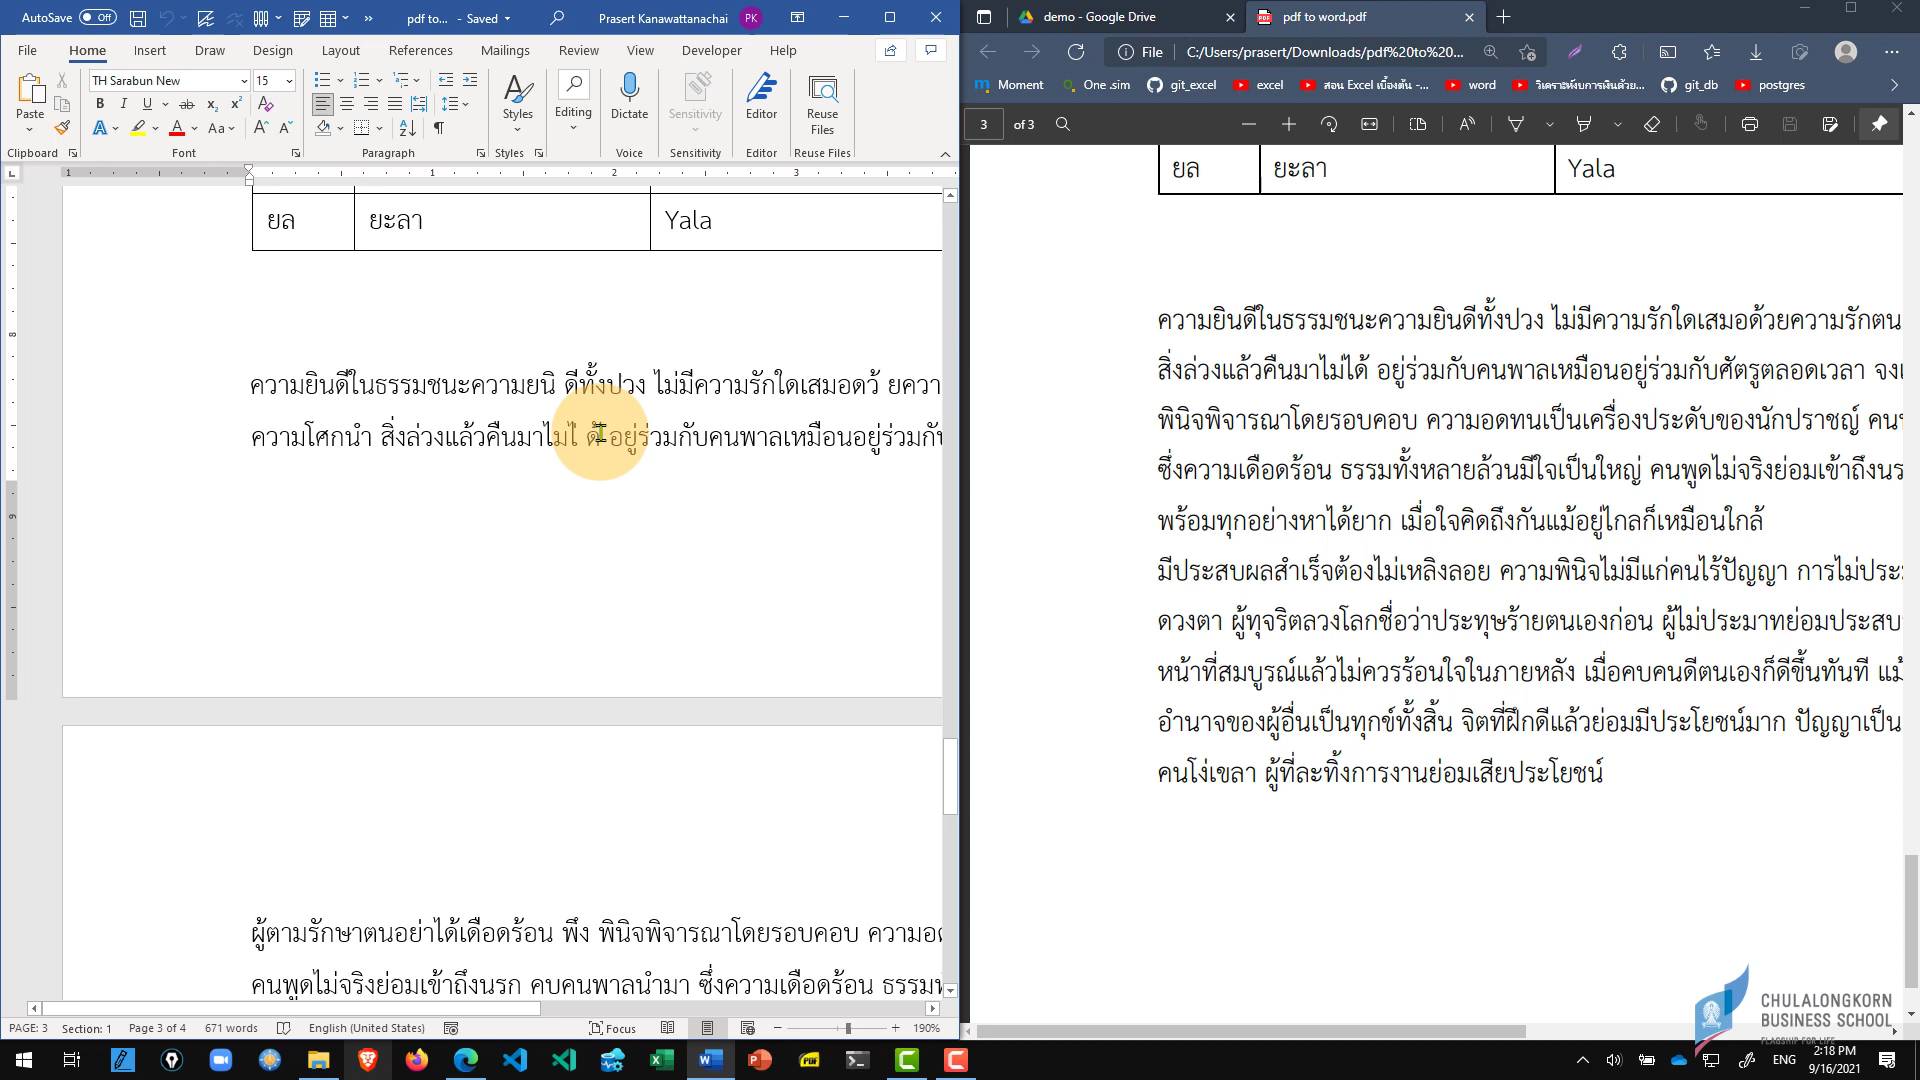 AutoSave Off pdf to... - Saved Prasert Kanawattanachai PK
File Home Insert Draw Design Layout References Mailings Review View Developer Help
TH Sarabun New 15
Paste Styles Editing Dictate Sensitivity Editor Reuse Files
Clipboard Font Paragraph Styles Voice Sensitivity Editor Reuse Files
1 1 2 3
ยล ยะลา Yala
ความยินดีในธรรมชนะความยนิ ดีทั้งปวง ไม่มีความรักใดเสมอดว้ ยควา
ความโศกนำ สิ่งล่วงแล้วคืนมาไมไ่ ด้ อยู่ร่วมกับคนพาลเหมือนอยู่ร่วมกับ
ผู้ตามรักษาตนอย่าได้เดือดร้อน พึง พินิจพิจารณาโดยรอบคอบ ความอด
คนพูดไม่จริงย่อมเข้าถึงนรก คบคนพาลนำมา ซึ่งความเดือดร้อน
PAGE: 3 Section: 1 Page 3 of 4 671 words English (United States) Focus 190%
demo - Google Drive pdf to word.pdf
File C:/Users/prasert/Downloads/pdf%20to%20...
Moment One .sim git_excel excel สอน Excel เบื้องต้น -... word วิเคราะห์งบการเงินด้วย... git_db postgres
3 of 3
ยล ยะลา Yala
ความยินดีในธรรมชนะความยินดีทั้งปวง ไม่มีความรักใดเสมอด้วยความรักตน
สิ่งล่วงแล้วคืนมาไม่ได้ อยู่ร่วมกับคนพาลเหมือนอยู่ร่วมกับศัตรูตลอดเวลา
พินิจพิจารณาโดยรอบคอบ ความอดทนเป็นเครื่องประดับของนักปราชญ์
ซึ่งความเดือดร้อน ธรรมทั้งหลายล้วนมีใจเป็นใหญ่ คนพูดไม่จริงย่อมเข้าถึงนร
พร้อมทุกอย่างหาได้ยาก เมื่อใจคิดถึงกันแม้อยู่ไกลก็เหมือนใกล้
มีประสบผลสำเร็จต้องไม่เหลิงลอย ความพินิจไม่มีแก่คนไร้ปัญญา การไม่ประ
ดวงตา ผู้ทุจริตลวงโลกชื่อว่าประทุษร้ายตนเองก่อน ผู้ไม่ประมาทย่อมประสบ
หน้าที่สมบูรณ์แล้วไม่ควรร้อนใจในภายหลัง เมื่อคบคนดีตนเองก็ดีขึ้นทันที แม้
อำนาจของผู้อื่นเป็นทุกข์ทั้งสิ้น จิตที่ฝึกดีแล้วย่อมมีประโยชน์มาก ปัญญาเป็น
คนโง่เขลา ผู้ที่ละทิ้งการงานย่อมเสียประโยชน์
CHULALONGKORN
BUSINESS SCHOOL
FLAGSHIP FOR LIFE
ENG 2:18 PM
9/16/2021